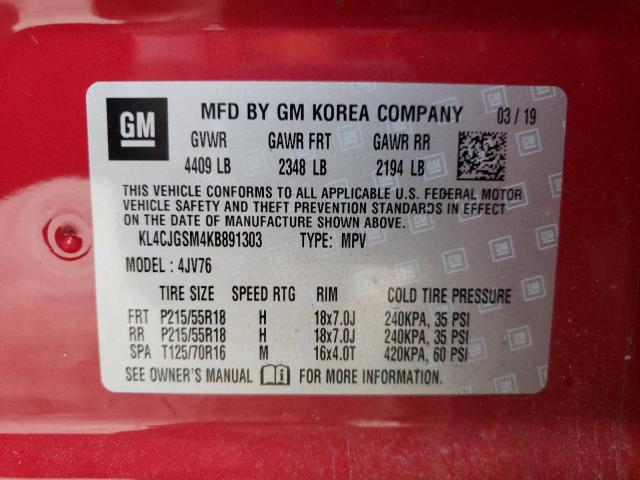 GM MFD BY GM KOREA COMPANY 03 / 19
GVWR GAWR FRT GAWR RR
4409 LB 2348 LB 2194 LB
THIS VEHICLE CONFORMS TO ALL APPLICABLE U.S. FEDERAL MOTOR
VEHICLE SAFETY AND THEFT PREVENTION STANDARDS IN EFFECT
ON THE DATE OF MANUFACTURE SHOWN ABOVE.
KL4CJGSM4KB891303 TYPE: MPV
MODEL: 4JV76
TIRE SIZE SPEED RTG RIM COLD TIRE PRESSURE
FRT P215/55R18 H 18x7.0J 240KPA, 35 PSI
RR P215/55R18 H 18x7.0J 240KPA, 35 PSI
SPA T125/70R16 M 16x4.0T 420KPA, 60 PSI
SEE OWNER'S MANUAL FOR MORE INFORMATION.